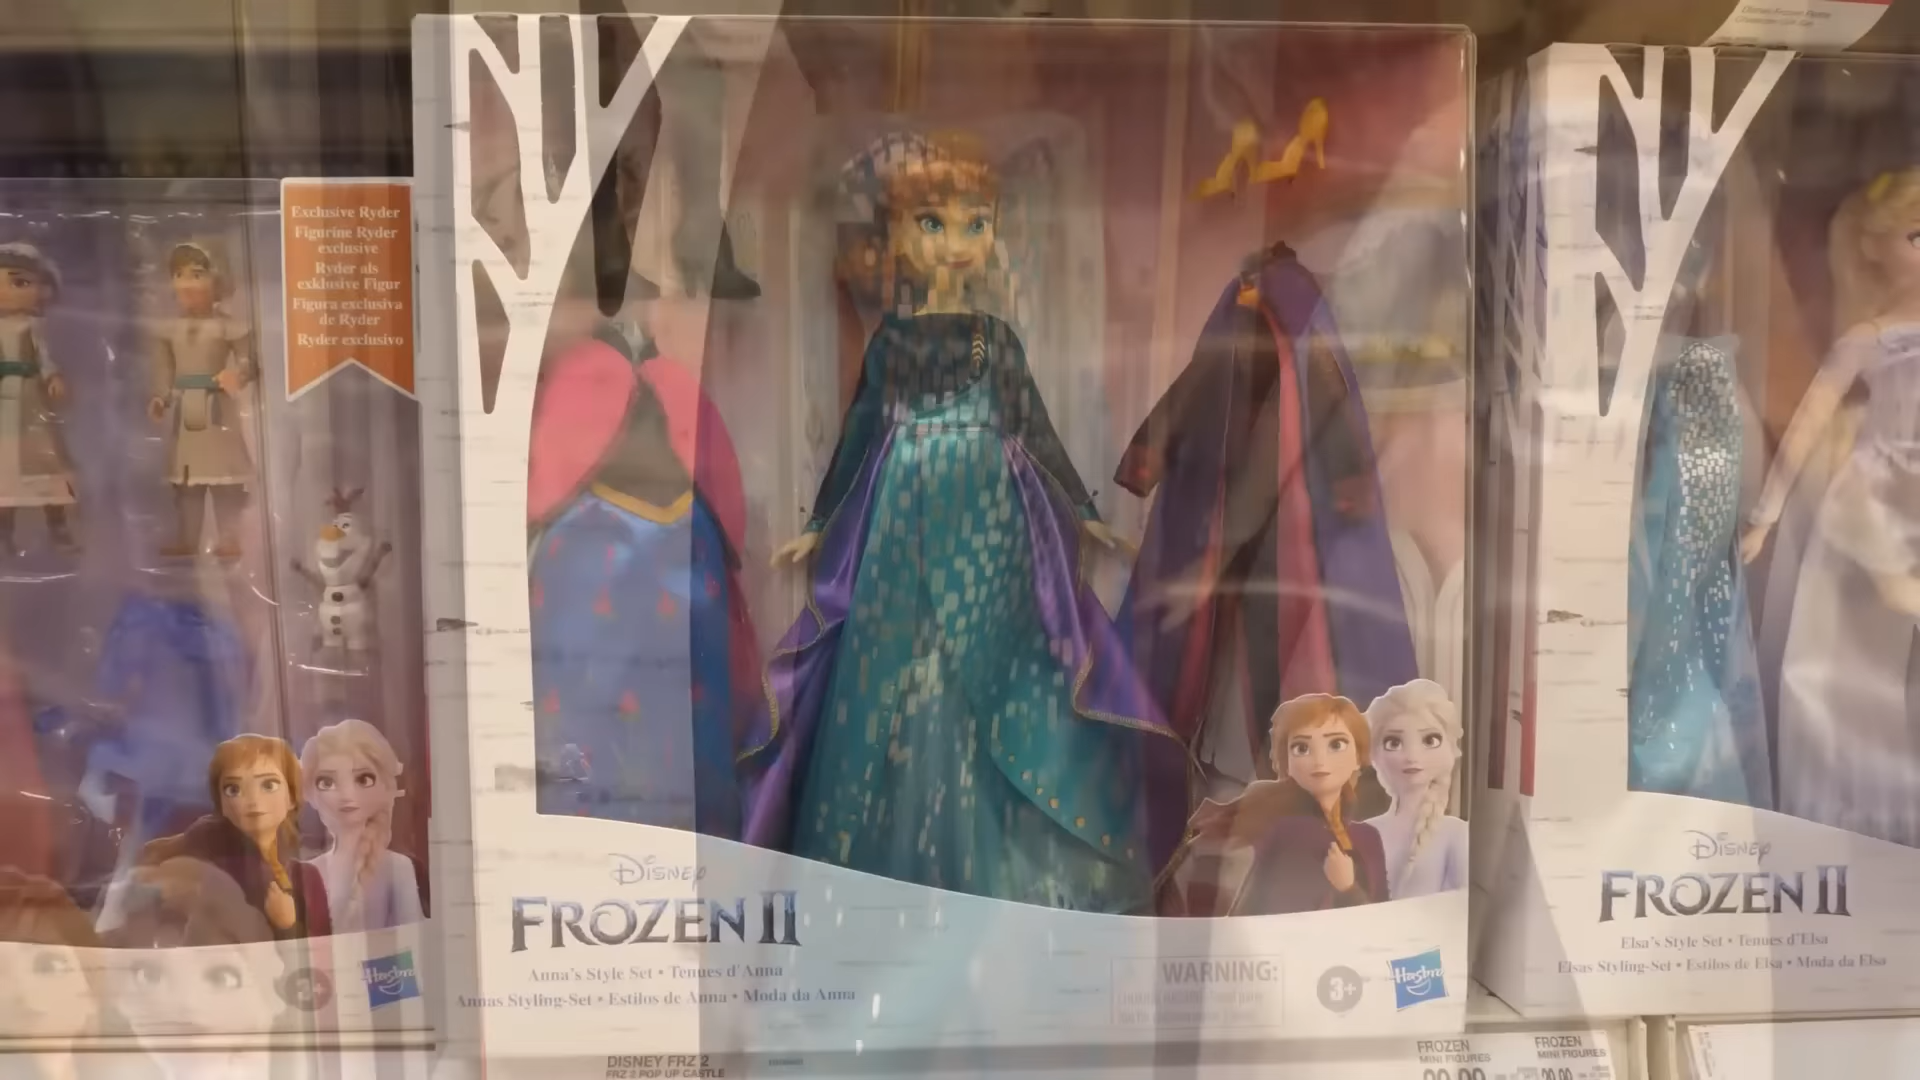 Exclusive Ryder
Figurine Ryder
exclusive
Ryder als
exklusive Figur
Figura exclusiva
de Ryder
Ryder exclusivo
3+
Hasbro
Disney
FROZEN II
Anna's Style Set • Tenues d'Anna
Annas Styling-Set • Estilos de Anna • Moda da Anna
WARNING:
3+
Hasbro
Disney
FROZEN II
Elsa's Style Set • Tenues d'Elsa
Elsas Styling-Set • Estilos de Elsa • Moda da Elsa
DISNEY FRZ 2
FRZ 2 POP UP CASTLE
FROZEN
MINI FIGURES
FROZEN
MINI FIGURES